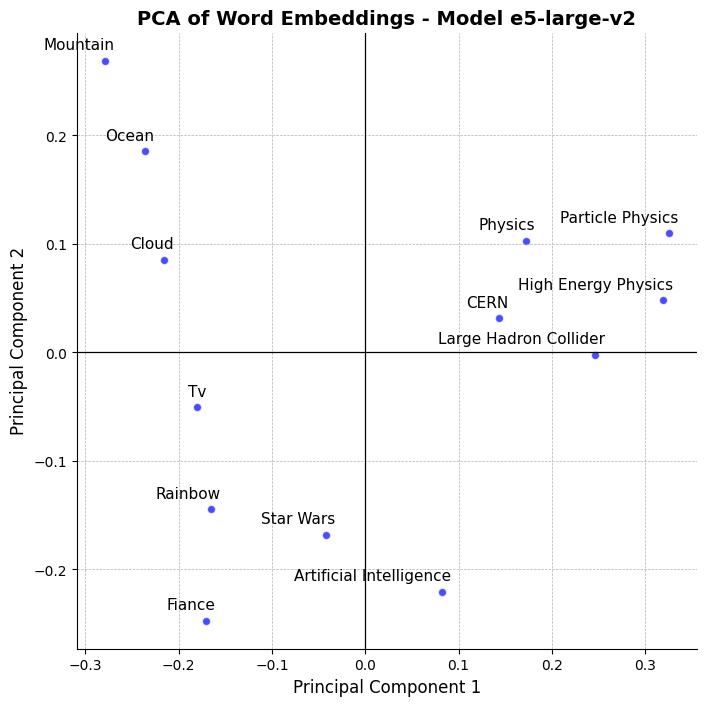 PCA of Word Embeddings - Model e5-large-v2
Mountain
Ocean
Cloud
Physics
Particle Physics
High Energy Physics
CERN
Large Hadron Collider
Tv
Rainbow
Star Wars
Artificial Intelligence
Fiance
Principal Component 2
0.2
0.1
0.0
−0.1
−0.2
−0.3
−0.2
−0.1
0.0
0.1
0.2
0.3
Principal Component 1